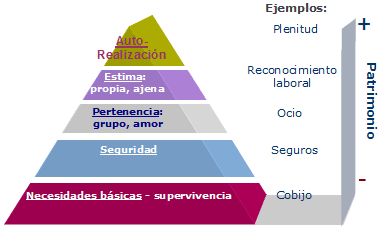 Ejemplos:
Auto-
Realización
Plenitud
+
Estima:
propia, ajena
Reconocimiento
laboral
Pertenencia:
grupo, amor
Ocio
Patrimonio
Seguridad
Seguros
-
Necesidades básicas – supervivencia
Cobijo